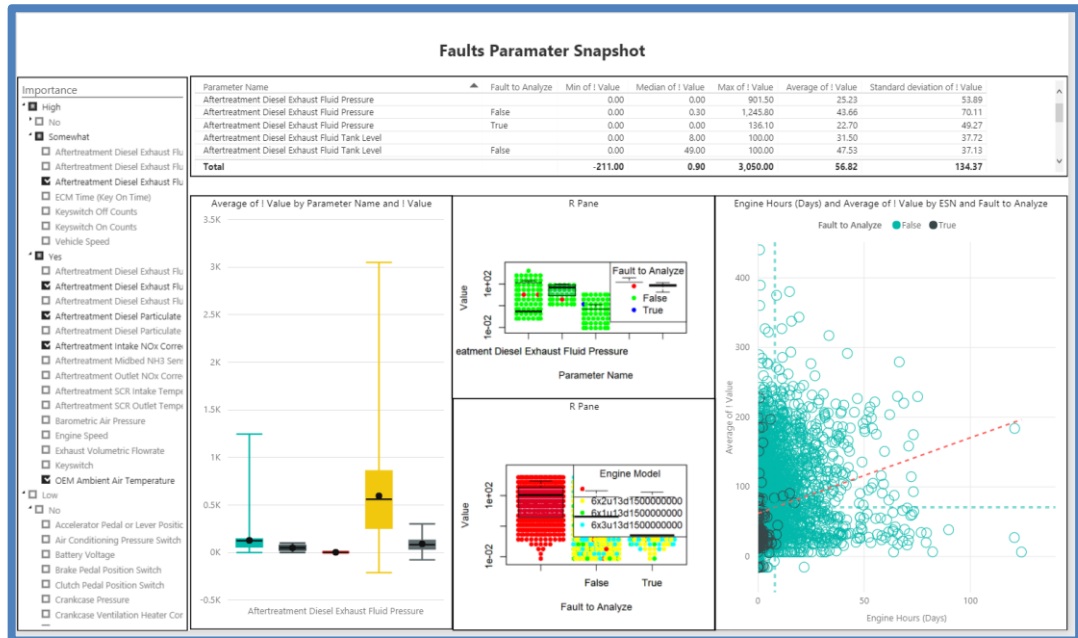 Faults Paramater Snapshot
Importance
High
No
Somewhat
Aftertreatment Diesel Exhaust Flu
Aftertreatment Diesel Exhaust Flu
Aftertreatment Diesel Exhaust Flu
ECM Time (Key On Time)
Keyswitch Off Counts
Keyswitch On Counts
Vehicle Speed
Yes
Aftertreatment Diesel Exhaust Flu
Aftertreatment Diesel Exhaust Flu
Aftertreatment Diesel Exhaust Flu
Aftertreatment Diesel Particulate
Aftertreatment Diesel Particulate
Aftertreatment Intake NOx Corre
Aftertreatment Midbed NH3 Sens
Aftertreatment Outlet NOx Corre
Aftertreatment SCR Intake Tempe
Aftertreatment SCR Outlet Tempe
Barometric Air Pressure
Engine Speed
Exhaust Volumetric Flowrate
Keyswitch
OEM Ambient Air Temperature
Low
No
Accelerator Pedal or Lever Positic
Air Conditioning Pressure Switch
Battery Voltage
Brake Pedal Position Switch
Clutch Pedal Position Switch
Crankcase Pressure
Crankcase Ventilation Heater Cor
Parameter Name Fault to Analyze Min of ! Value Median of ! Value Max of ! Value Average of ! Value Standard deviation of ! Value
Aftertreatment Diesel Exhaust Fluid Pressure 0.00 0.00 901.50 25.23 53.89
Aftertreatment Diesel Exhaust Fluid Pressure False 0.00 0.30 1,245.80 43.66 70.11
Aftertreatment Diesel Exhaust Fluid Pressure True 0.00 0.00 136.10 22.70 49.27
Aftertreatment Diesel Exhaust Fluid Tank Level 0.00 8.00 100.00 31.50 37.72
Aftertreatment Diesel Exhaust Fluid Tank Level False 0.00 49.00 100.00 47.53 37.13
Total -211.00 0.90 3,050.00 56.82 134.37
Average of ! Value by Parameter Name and ! Value
3.5K
3K
2.5K
2K
1.5K
1K
0.5K
0K
-0.5K
Aftertreatment Diesel Exhaust Fluid Pressure
R Pane
Value
1e+02
1e-02
Fault to Analyze
False
True
eatment Diesel Exhaust Fluid Pressure
Parameter Name
R Pane
Value
1e+02
1e-02
Engine Model
6x2u13d1500000000
6x1u13d1500000000
6x3u13d1500000000
False True
Fault to Analyze
Engine Hours (Days) and Average of ! Value by ESN and Fault to Analyze
Fault to Analyze False True
Average of ! Value
400
300
200
100
0
0 50 100
Engine Hours (Days)